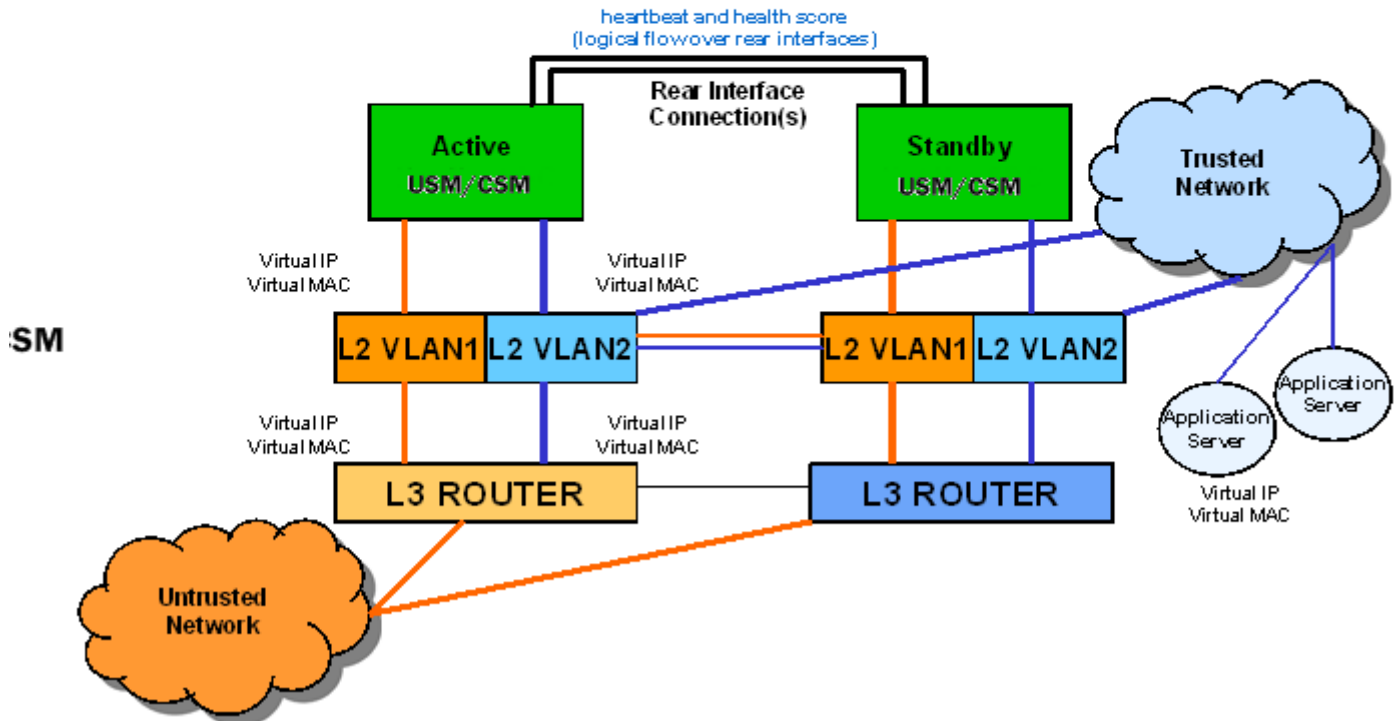 heartbeat and health score
(logical flowover rear interfaces)
Rear Interface
Connection(s)
Active
USM/CSM
Standby
USM/CSM
Trusted
Network
Virtual IP
Virtual MAC
Virtual IP
Virtual MAC
:SM
L2 VLAN1
L2 VLAN2
L2 VLAN1
L2 VLAN2
Application
Server
Application
Server
Virtual IP
Virtual MAC
Virtual IP
Virtual MAC
L3 ROUTER
L3 ROUTER
Virtual IP
Virtual MAC
Untrusted
Network